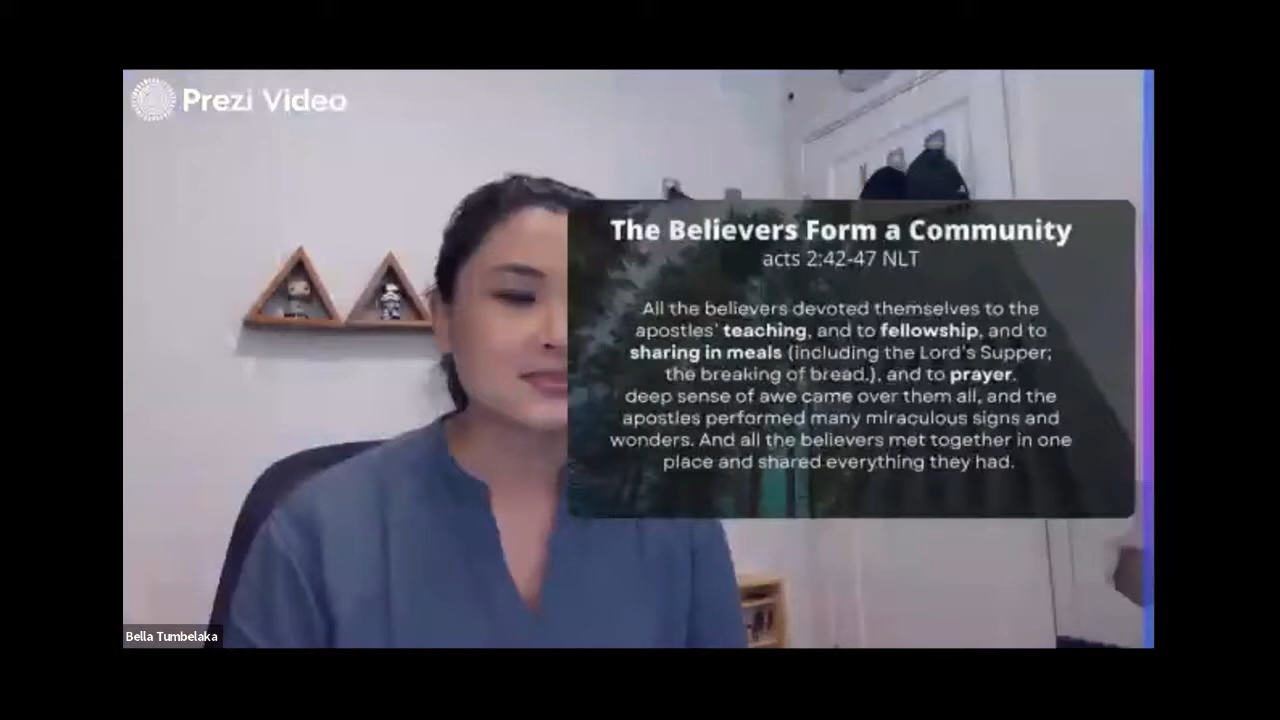 Prezi Video
The Believers Form a Community
acts 2:42-47 NLT
All the believers devoted themselves to the
apostles' teaching, and to fellowship, and to
sharing in meals (including the Lord's Supper;
the breaking of bread.), and to prayer.
deep sense of awe came over them all, and the
apostles performed many miraculous signs and
wonders. And all the believers met together in one
place and shared everything they had.
Bella Tumbelaka